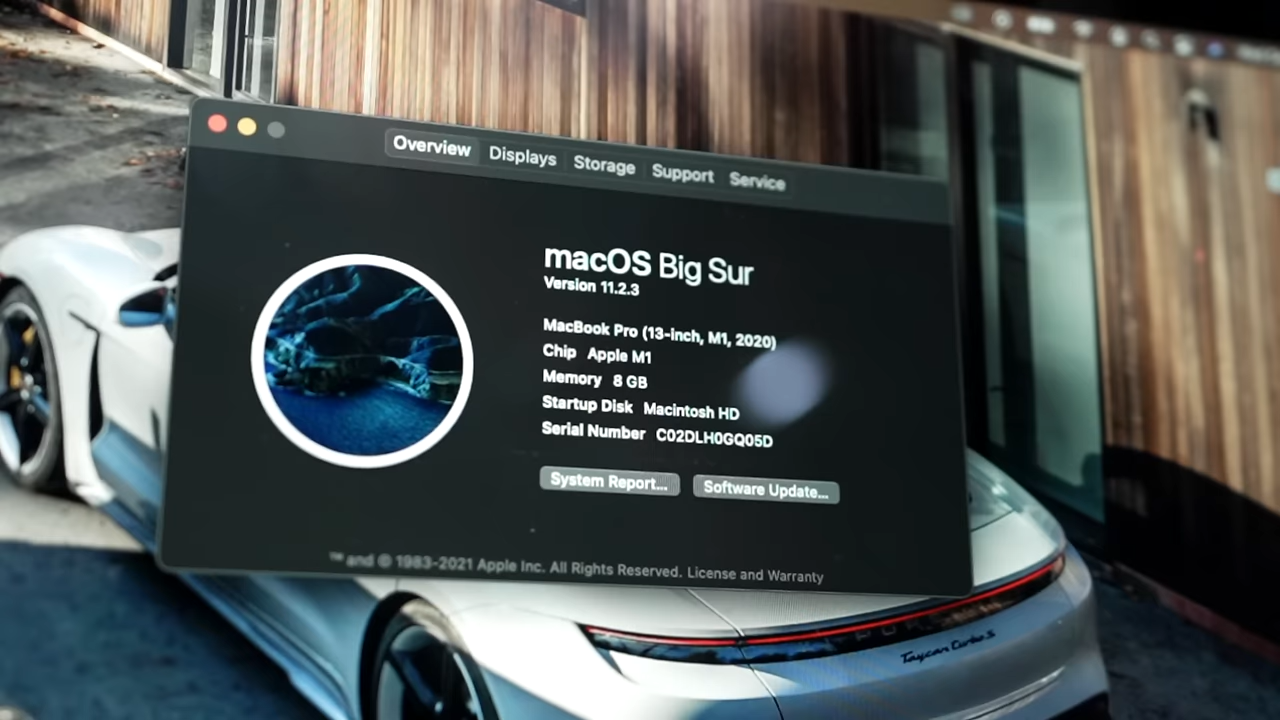 Overview Displays Storage Support Service
macOS Big Sur
Version 11.2.3
MacBook Pro (13-inch, M1, 2020)
Chip Apple M1
Memory 8 GB
Startup Disk Macintosh HD
Serial Number C02DLH0GQ05D
System Report... Software Update...
™ and © 1983-2021 Apple Inc. All Rights Reserved. License and Warranty
Taycan Turbo S